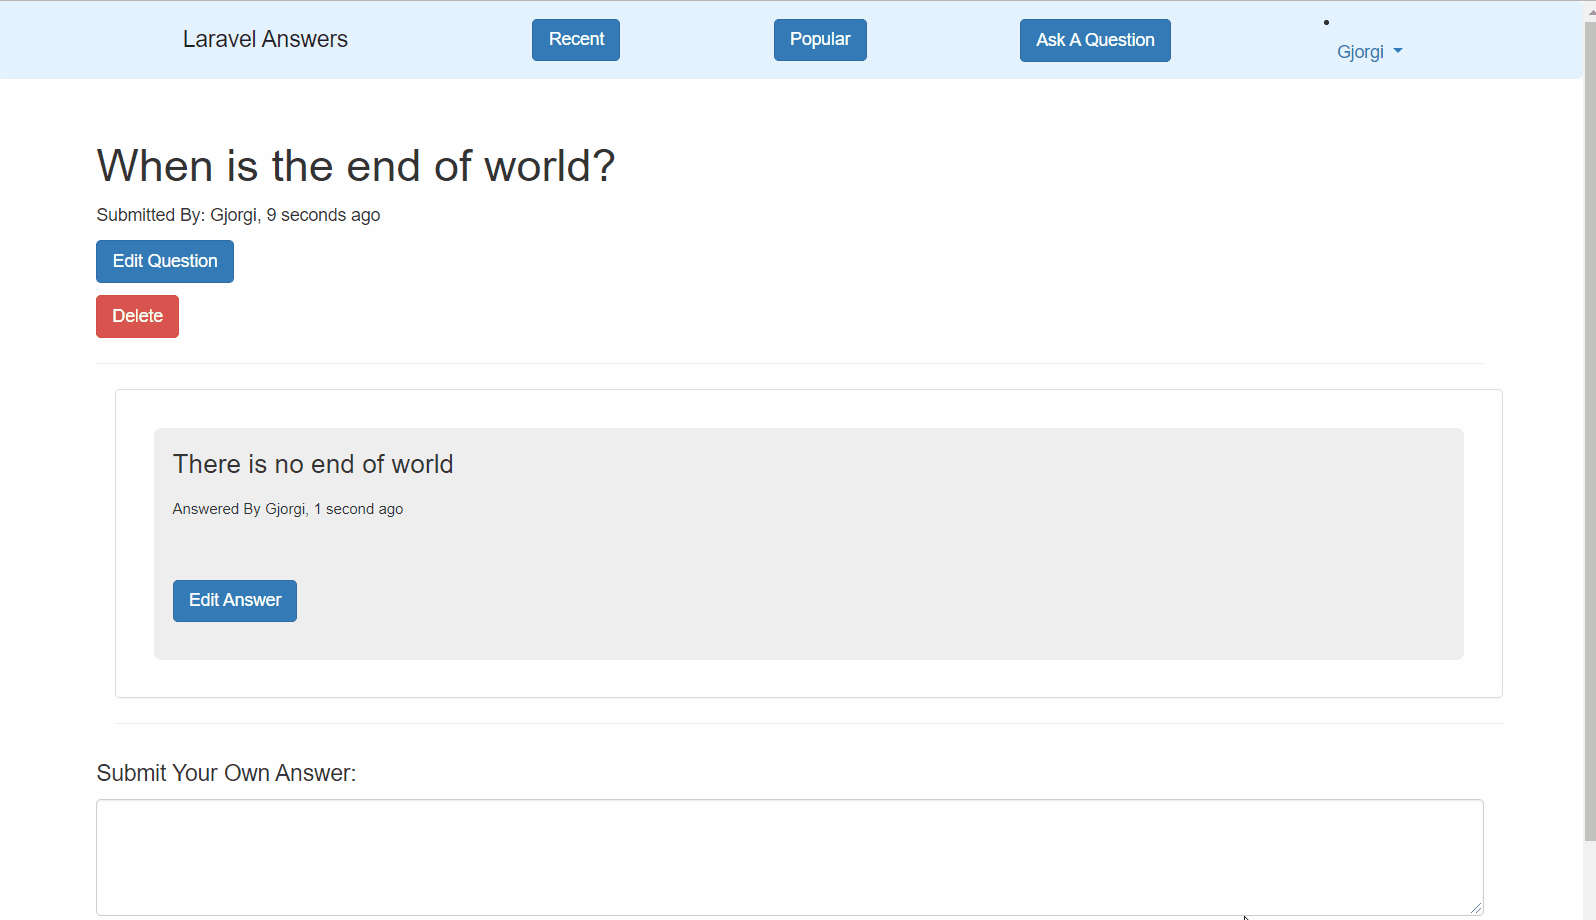 Laravel Answers
Recent
Popular
Ask A Question
Gjorgi
When is the end of world?
Submitted By: Gjorgi, 9 seconds ago
Edit Question
Delete
There is no end of world
Answered By Gjorgi, 1 second ago
Edit Answer
Submit Your Own Answer: